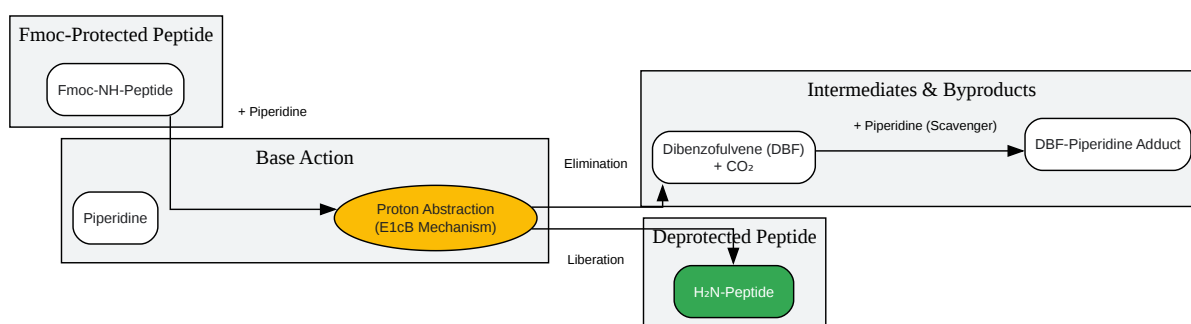 Fmoc-Protected Peptide
Fmoc-NH-Peptide
+ Piperidine
Base Action
Piperidine
Proton Abstraction
(E1cB Mechanism)
Elimination
Liberation
Intermediates & Byproducts
Dibenzofulvene (DBF)
+ CO₂
+ Piperidine (Scavenger)
DBF-Piperidine Adduct
Deprotected Peptide
H₂N-Peptide